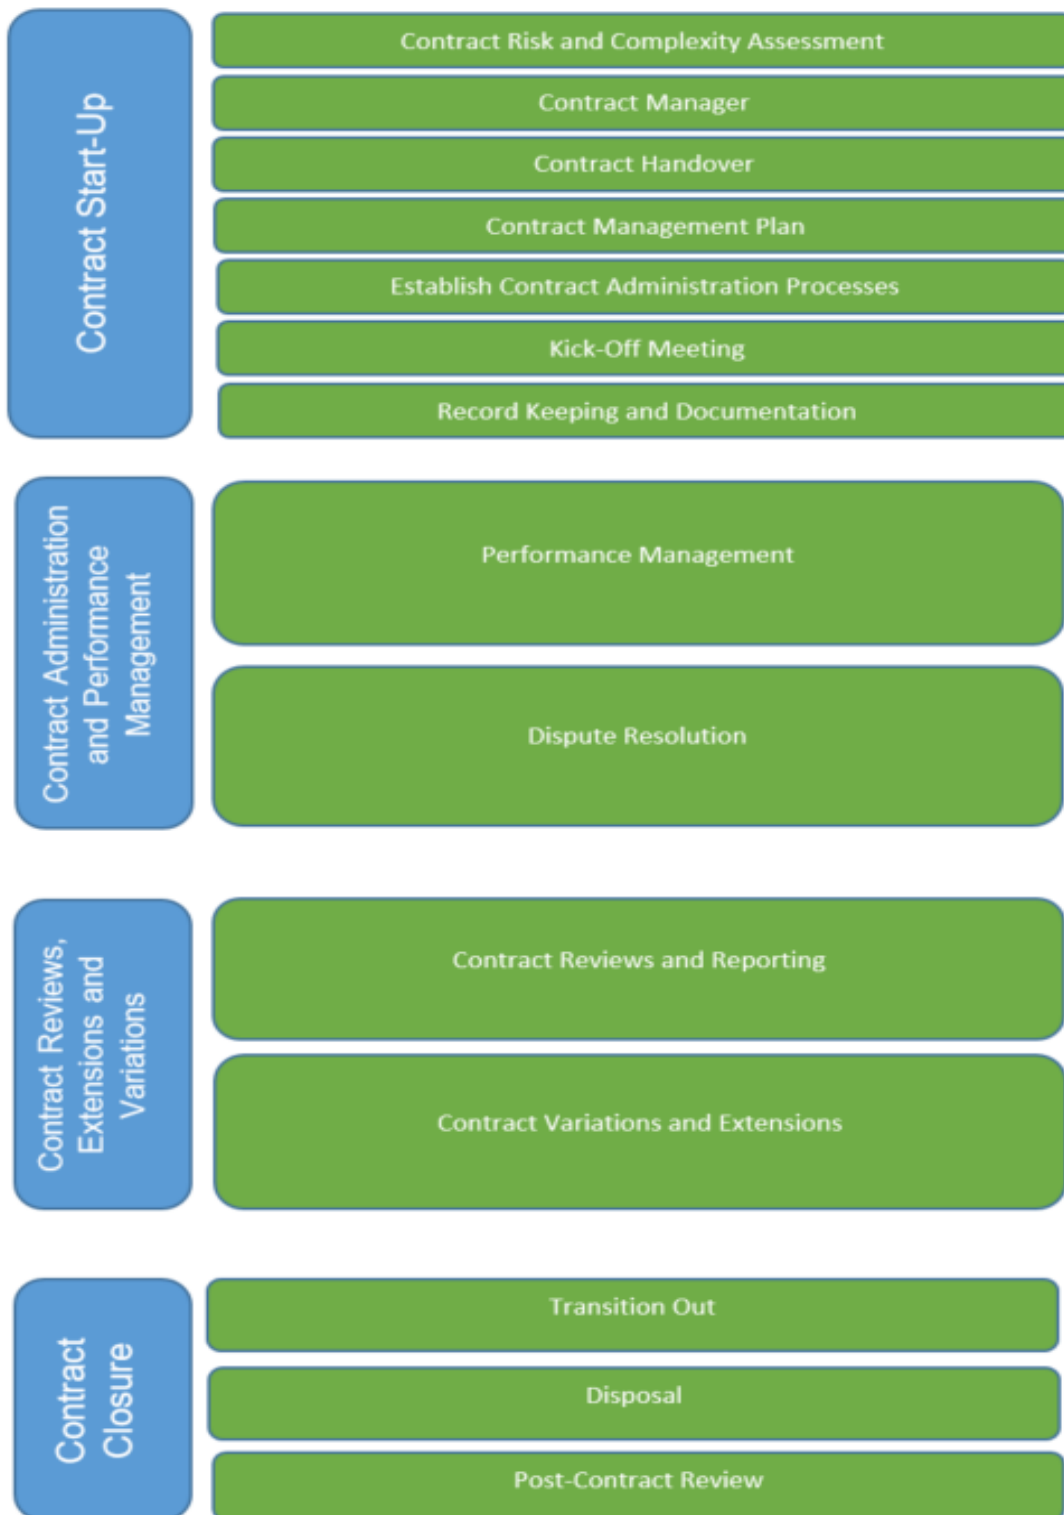 Contract Start-Up
Contract Risk and Complexity Assessment
Contract Manager
Contract Handover
Contract Management Plan
Establish Contract Administration Processes
Kick-Off Meeting
Record Keeping and Documentation
Contract Administration
and Performance
Management
Performance Management
Dispute Resolution
Contract Reviews,
Extensions and
Variations
Contract Reviews and Reporting
Contract Variations and Extensions
Contract
Closure
Transition Out
Disposal
Post-Contract Review